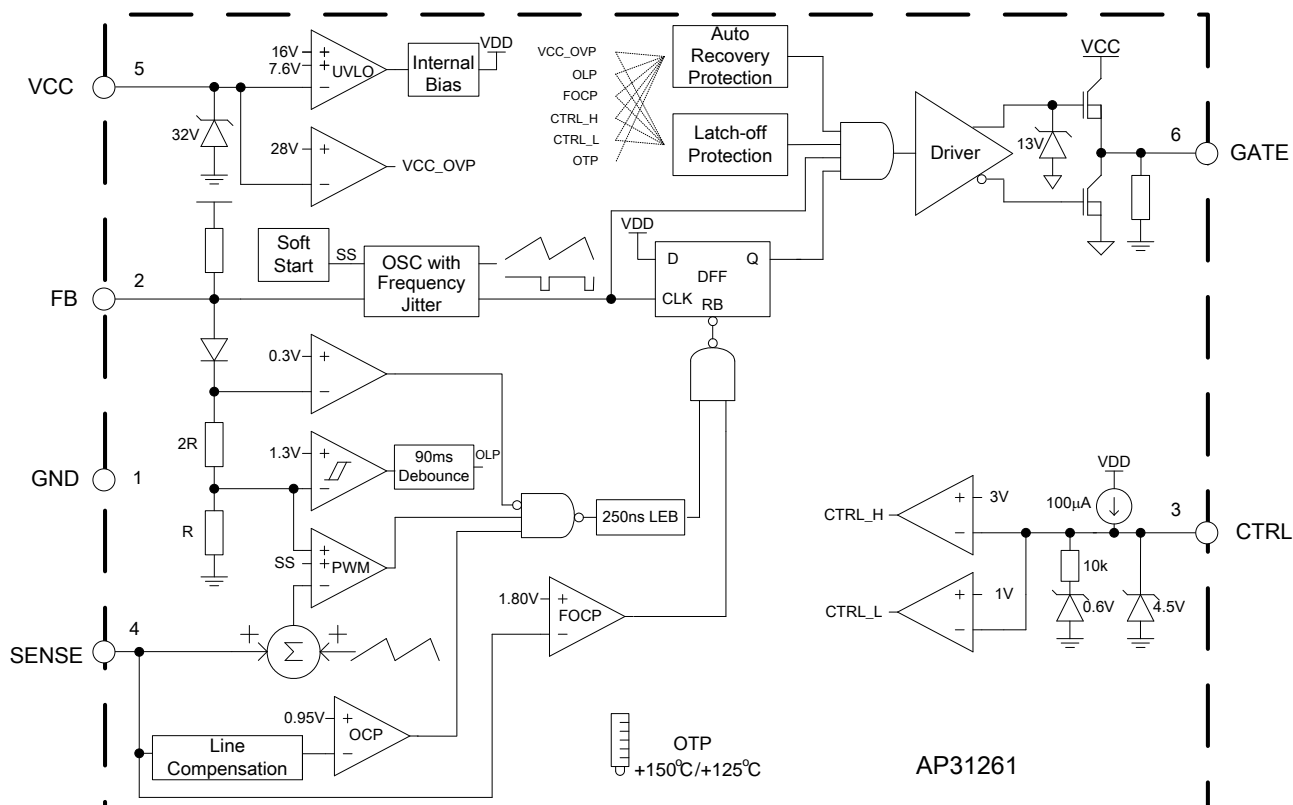 VCC
5
16V
7.6V
+
+
−
UVLO
Internal
Bias
VDD
32V
28V
+
−
VCC_OVP
VCC_OVP
OLP
FOCP
CTRL_H
CTRL_L
OTP
Auto
Recovery
Protection
Latch-off
Protection
Driver
VCC
13V
6
GATE
Soft
Start
SS
OSC with
Frequency
Jitter
VDD
D
Q
DFF
CLK
RB
2
FB
0.3V
+
−
2R
1.3V
+
−
90ms
Debounce
OLP
GND
1
R
SS
+
+
−
PWM
250ns LEB
4
SENSE
+
Σ
+
1.80V
+
−
FOCP
0.95V
+
−
OCP
Line
Compensation
CTRL_H
+
−
3V
VDD
100μA
3
CTRL
CTRL_L
+
−
1V
10k
0.6V
4.5V
OTP
+150°C/+125°C
AP31261